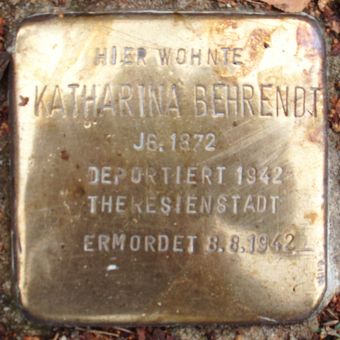 HIER WOHNTE
KATHARINA BEHRENDT
JG. 1872
DEPORTIERT 1942
THERESIENSTADT
ERMORDET 8.8.1942